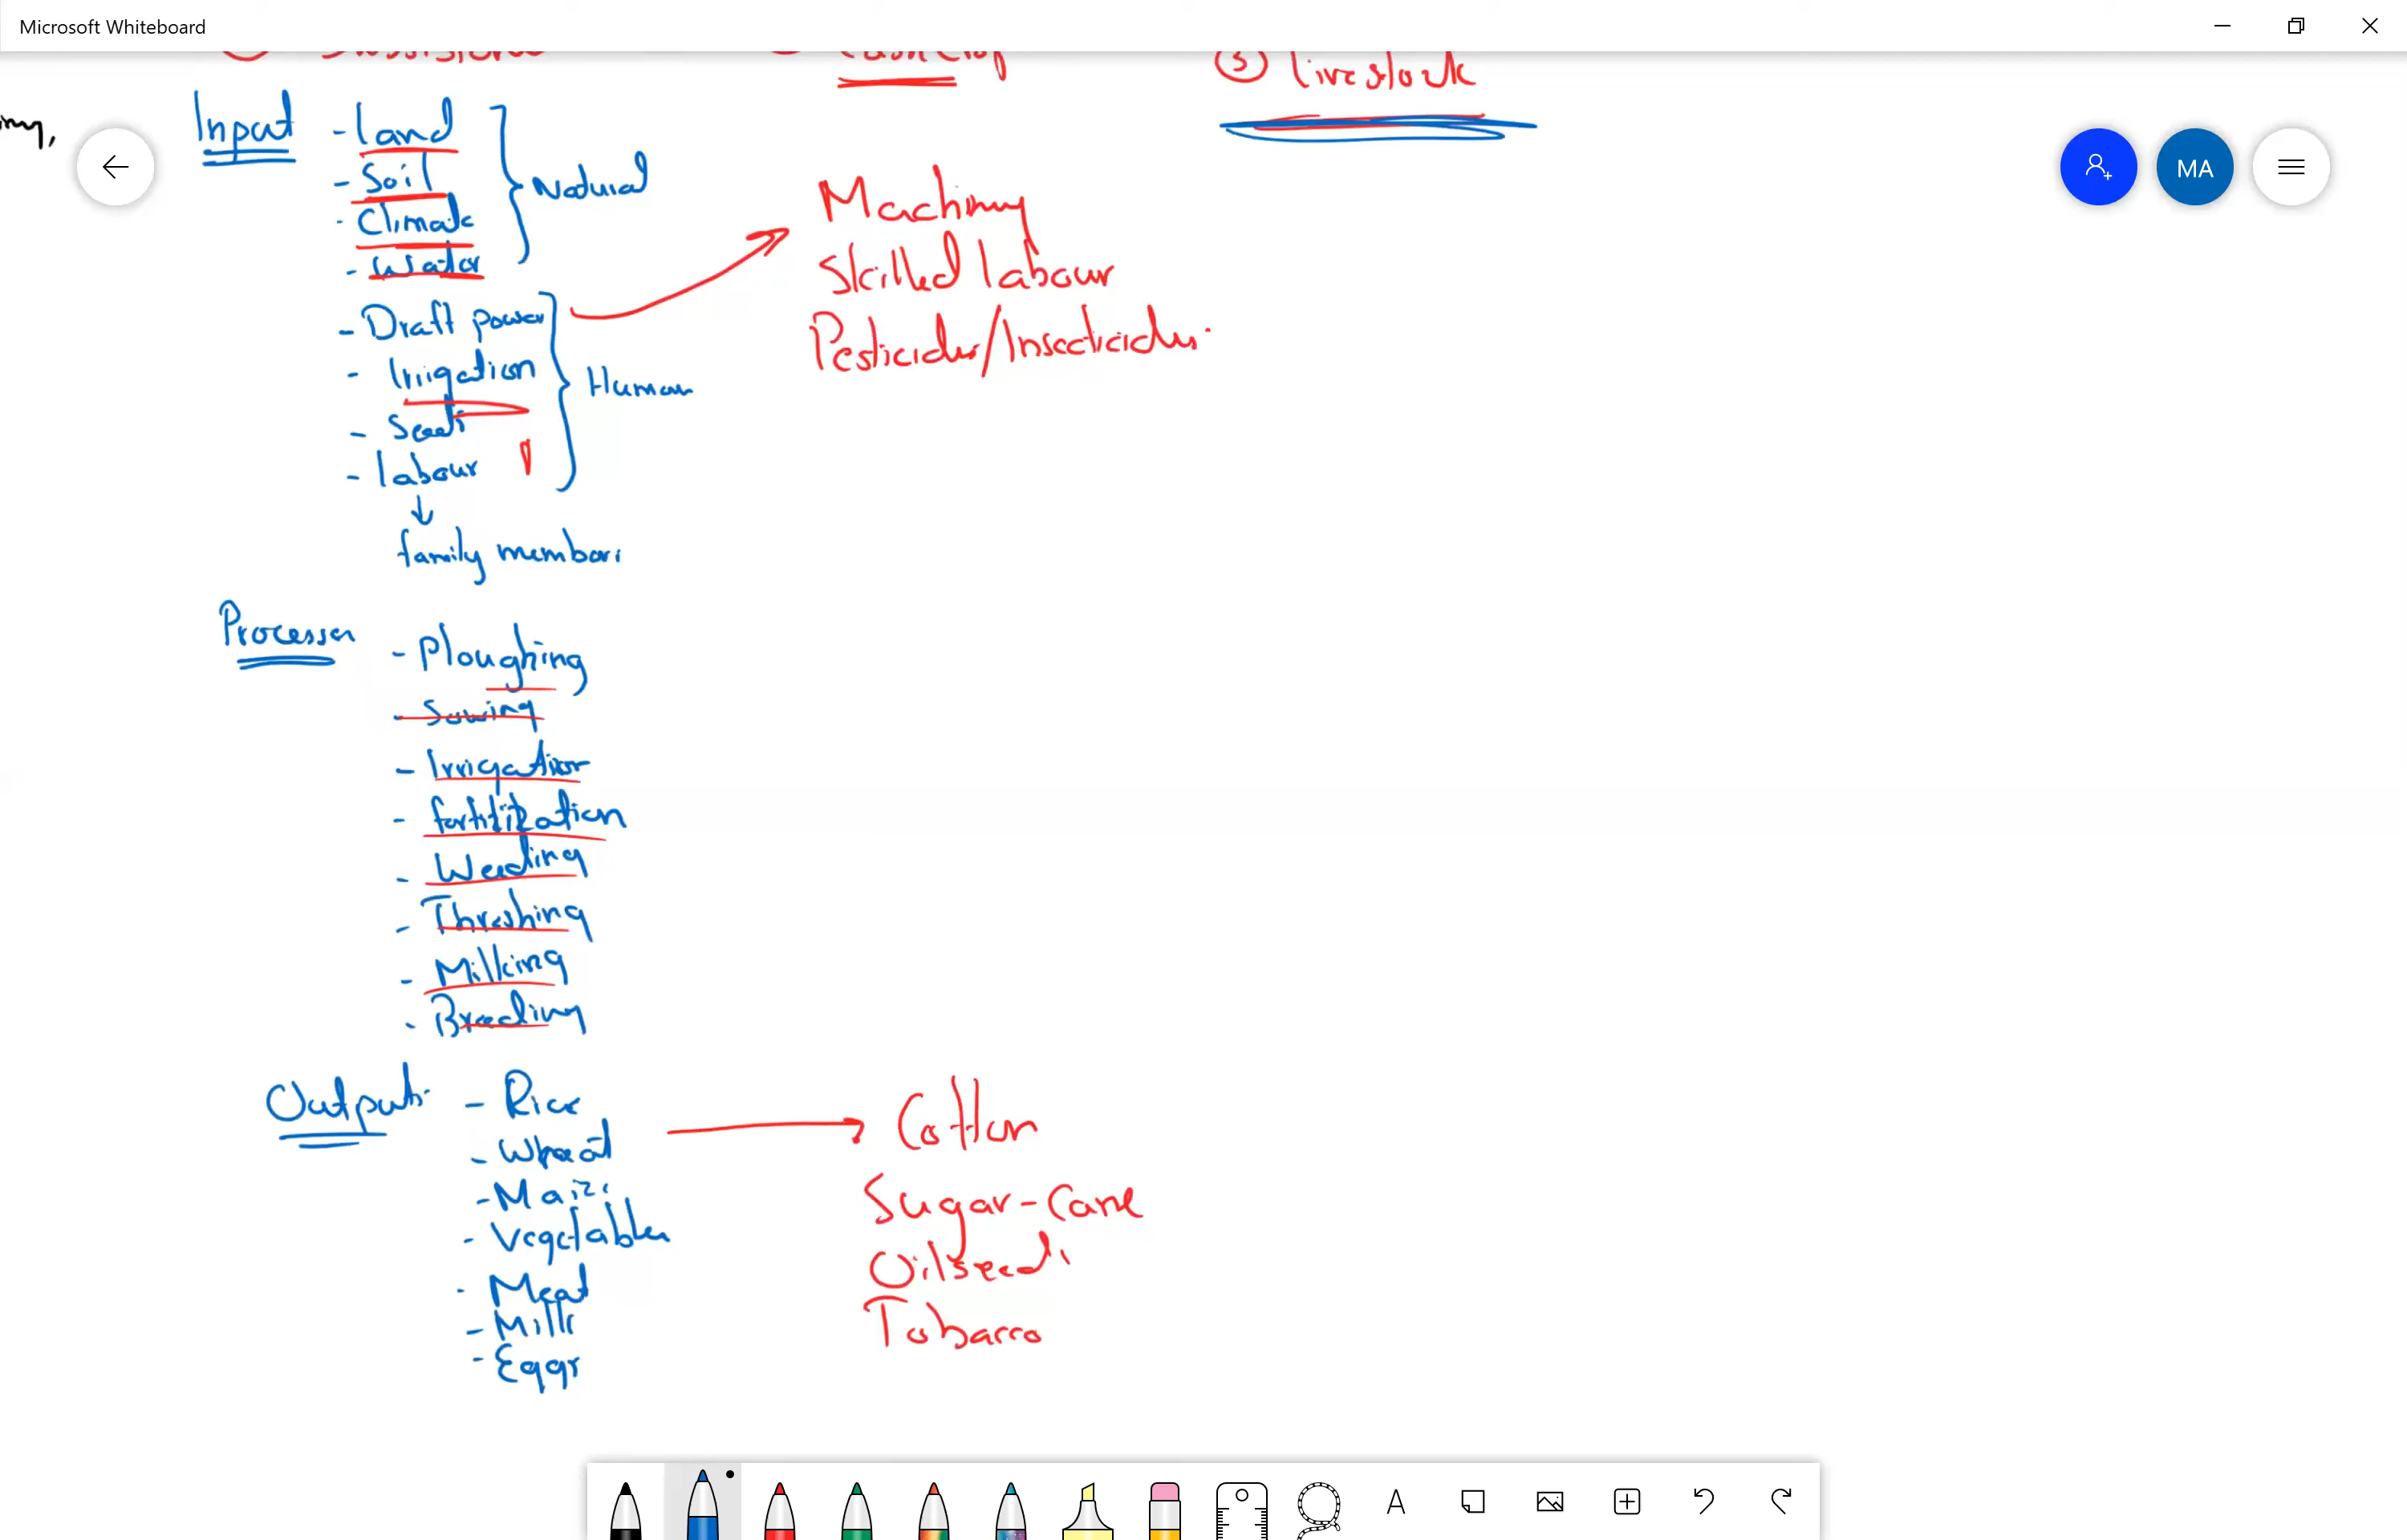 Microsoft Whiteboard
③ livestock
Input - land
- Soil
- Climate
- Water
Natural
- Draft power
- Irrigation
- Seeds
- labour
Human
family members
Machinery
Skilled labour
Pesticides/Insecticides.
MA
Processes - Ploughing
- Sowing
- Irrigation
- fertilization
- Weeding
- Threshing
- Milking
- Breeding
Outputs - Rice
- Wheat
- Maize
- Vegetables
- Meat
- Milk
- Eggs
Cotton
Sugar-Cane
Oilseeds
Tobacco
A